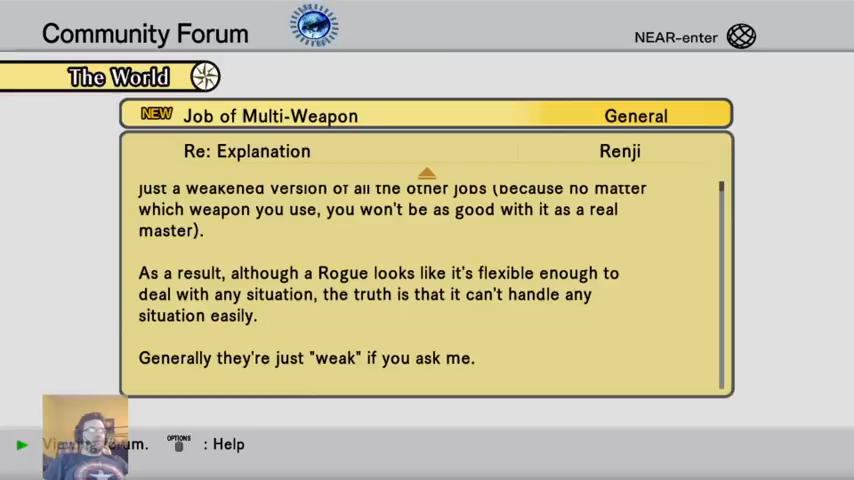 Community Forum
NEAR-enter
The World
NEW Job of Multi-Weapon General
Re: Explanation Renji
just a weakened version of all the other jobs (because no matter
which weapon you use, you won't be as good with it as a real
master).
As a result, although a Rogue looks like it's flexible enough to
deal with any situation, the truth is that it can't handle any
situation easily.
Generally they're just "weak" if you ask me.
Viewing forum. OPTIONS : Help